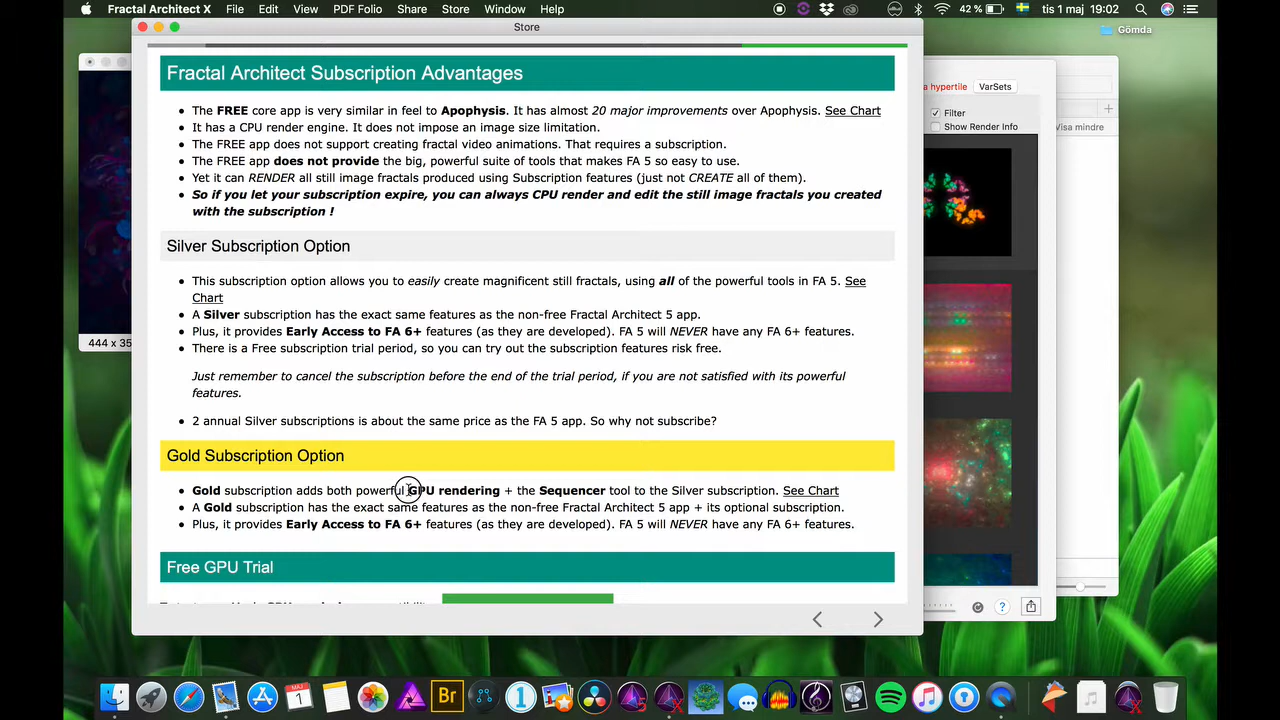 Fractal Architect X File Edit View PDF Folio Share Store Window Help 42 % tis 1 maj 19:02
Gömda
Store
Fractal Architect Subscription Advantages
• The FREE core app is very similar in feel to Apophysis. It has almost 20 major improvements over Apophysis. See Chart
• It has a CPU render engine. It does not impose an image size limitation.
• The FREE app does not support creating fractal video animations. That requires a subscription.
• The FREE app does not provide the big, powerful suite of tools that makes FA 5 so easy to use.
• Yet it can RENDER all still image fractals produced using Subscription features (just not CREATE all of them).
• So if you let your subscription expire, you can always CPU render and edit the still image fractals you created
with the subscription !
Silver Subscription Option
• This subscription option allows you to easily create magnificent still fractals, using all of the powerful tools in FA 5. See
Chart
• A Silver subscription has the exact same features as the non-free Fractal Architect 5 app.
• Plus, it provides Early Access to FA 6+ features (as they are developed). FA 5 will NEVER have any FA 6+ features.
• There is a Free subscription trial period, so you can try out the subscription features risk free.
Just remember to cancel the subscription before the end of the trial period, if you are not satisfied with its powerful
features.
• 2 annual Silver subscriptions is about the same price as the FA 5 app. So why not subscribe?
Gold Subscription Option
• Gold subscription adds both powerful GPU rendering + the Sequencer tool to the Silver subscription. See Chart
• A Gold subscription has the exact same features as the non-free Fractal Architect 5 app + its optional subscription.
• Plus, it provides Early Access to FA 6+ features (as they are developed). FA 5 will NEVER have any FA 6+ features.
Free GPU Trial
444 x 35
a hypertile VarSets
Filter
Show Render Info
Visa mindre
?
MAJ
1
Br
1
5
X
X